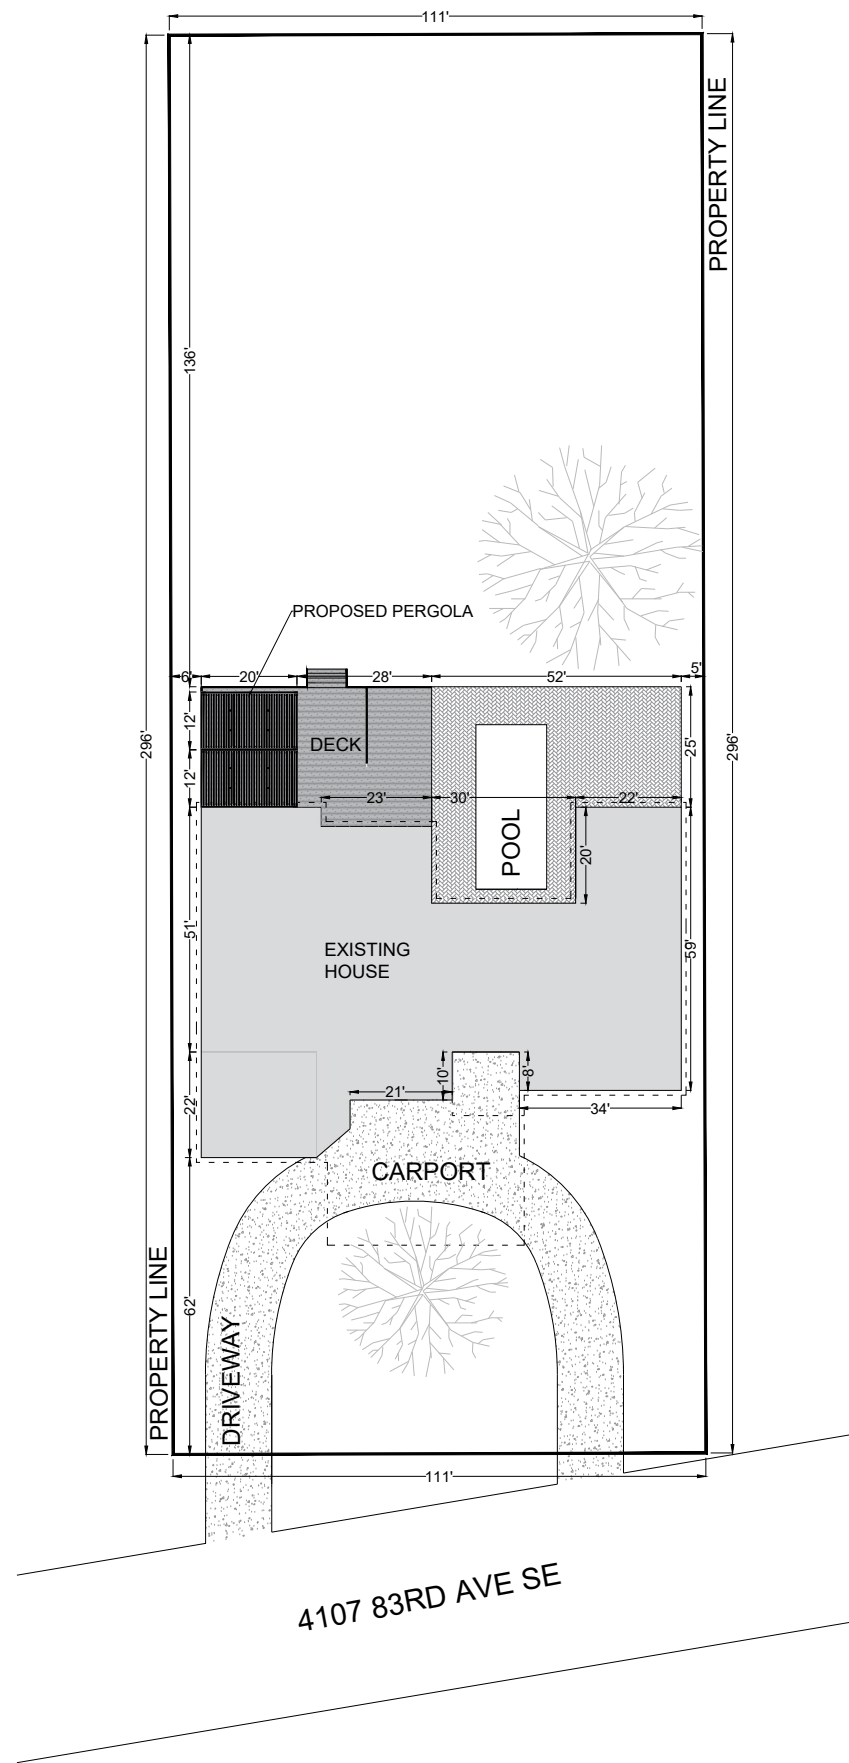 111'
PROPERTY LINE
136'
PROPOSED PERGOLA
6'
20'
28'
52'
5'
296'
12'
DECK
25'
296'
12'
23'
30'
22'
POOL
20'
51'
EXISTING
HOUSE
59'
10'
8'
22'
21'
34'
CARPORT
PROPERTY LINE
62'
DRIVEWAY
111'
4107 83RD AVE SE